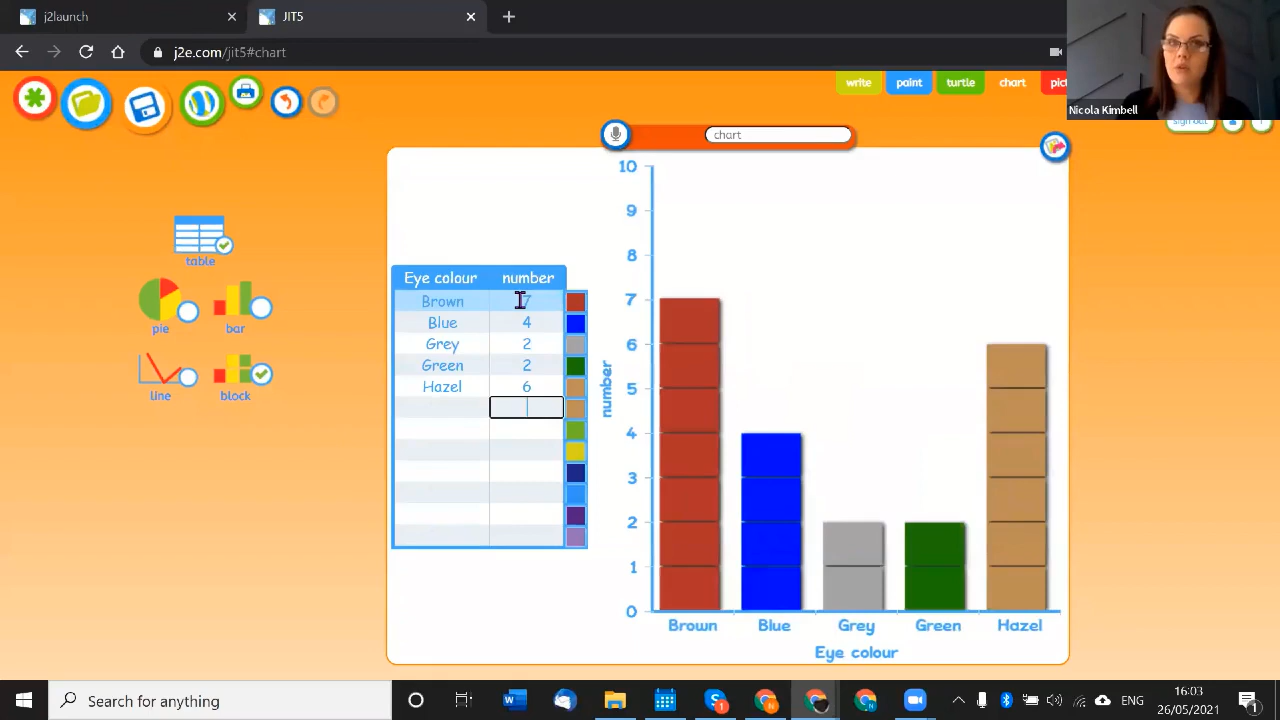 j2launch
JIT5
j2e.com/jit5#chart
write
paint
turtle
chart
Nicola Kimbell
sign out
chart
table
pie
bar
line
block
Eye colour number
Brown 7
Blue 4
Grey 2
Green 2
Hazel 6
10
9
8
7
6
5
4
3
2
1
0
number
Brown Blue Grey Green Hazel
Eye colour
Search for anything
ENG
16:03
26/05/2021